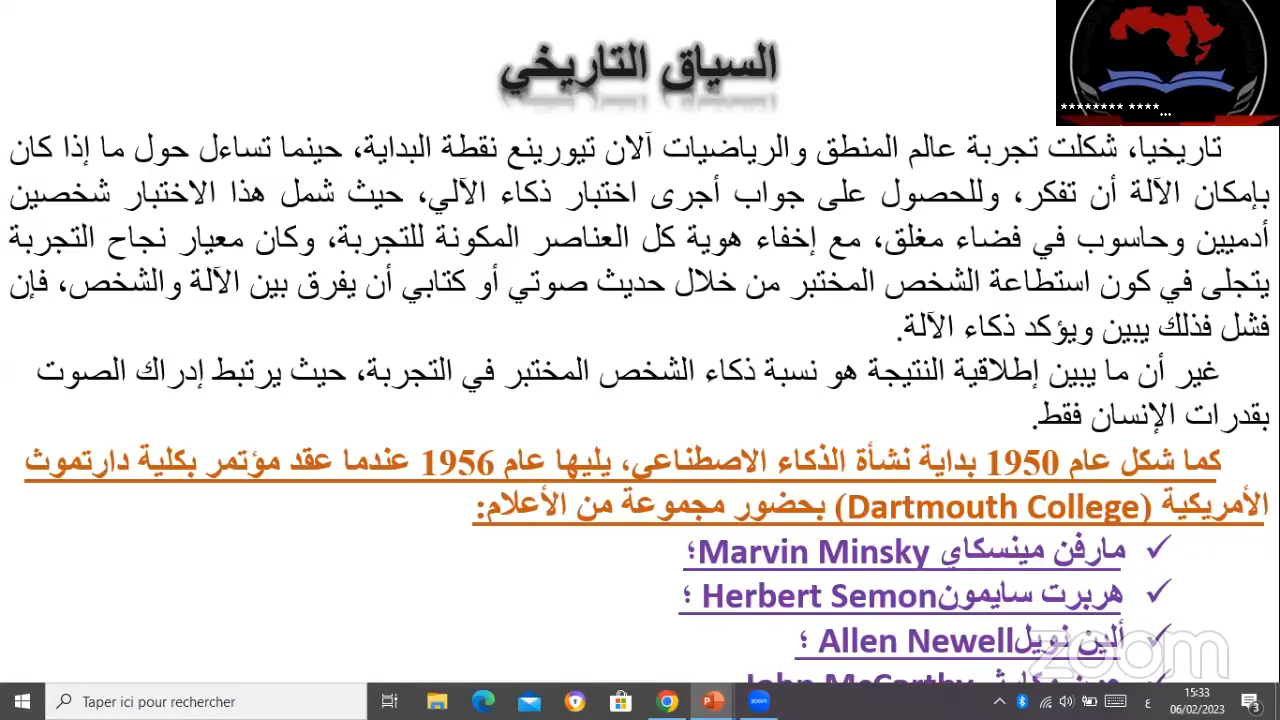 السياق التاريخي
******** ****...
تاريخيا، شكلت تجربة عالم المنطق والرياضيات آلان تيورينغ نقطة البداية، حينما تساءل حول ما إذا كان
بإمكان الآلة أن تفكر، وللحصول على جواب أجرى اختبار ذكاء الآلي، حيث شمل هذا الاختبار شخصين
أدميين وحاسوب في فضاء مغلق، مع إخفاء هوية كل العناصر المكونة للتجربة، وكان معيار نجاح التجربة
يتجلى في كون استطاعة الشخص المختبر من خلال حديث صوتي أو كتابي أن يفرق بين الآلة والشخص، فإن
فشل فذلك يبين ويؤكد ذكاء الآلة.
غير أن ما يبين إطلاقية النتيجة هو نسبة ذكاء الشخص المختبر في التجربة، حيث يرتبط إدراك الصوت
بقدرات الإنسان فقط.
كما شكل عام 1950 بداية نشأة الذكاء الاصطناعي، يليها عام 1956 عندما عقد مؤتمر بكلية دارتموث
الأمريكية (Dartmouth College) بحضور مجموعة من الأعلام:
✓ مارفن مينسكاي Marvin Minsky؛
✓ هربرت سايمونHerbert Semon ؛
✓ ألين نويلAllen Newell ؛
John McCarthy
zoom
Taper ici pour rechercher
zoom
ع
15:33
06/02/2023
3